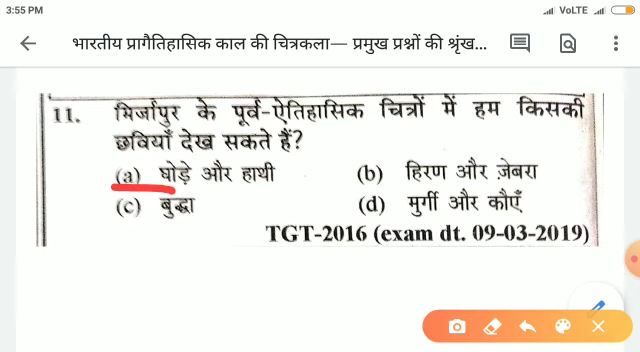 3:55 PM VoLTE
भारतीय प्रागैतिहासिक काल की चित्रकला— प्रमुख प्रश्नों की श्रृंख...
11. मिर्जापुर के पूर्व-ऐतिहासिक चित्रों में हम किसकी
छवियाँ देख सकते हैं?
(a) घोड़े और हाथी (b) हिरण और ज़ेबरा
(c) बुद्धा (d) मुर्गी और कौएँ
TGT-2016 (exam dt. 09-03-2019)